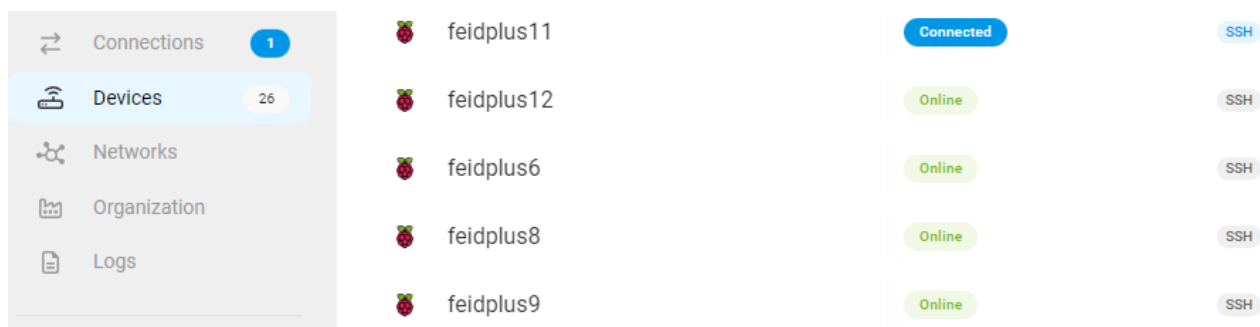 Connections 1
Devices 26
Networks
Organization
Logs
feidplus11 Connected SSH
feidplus12 Online SSH
feidplus6 Online SSH
feidplus8 Online SSH
feidplus9 Online SSH